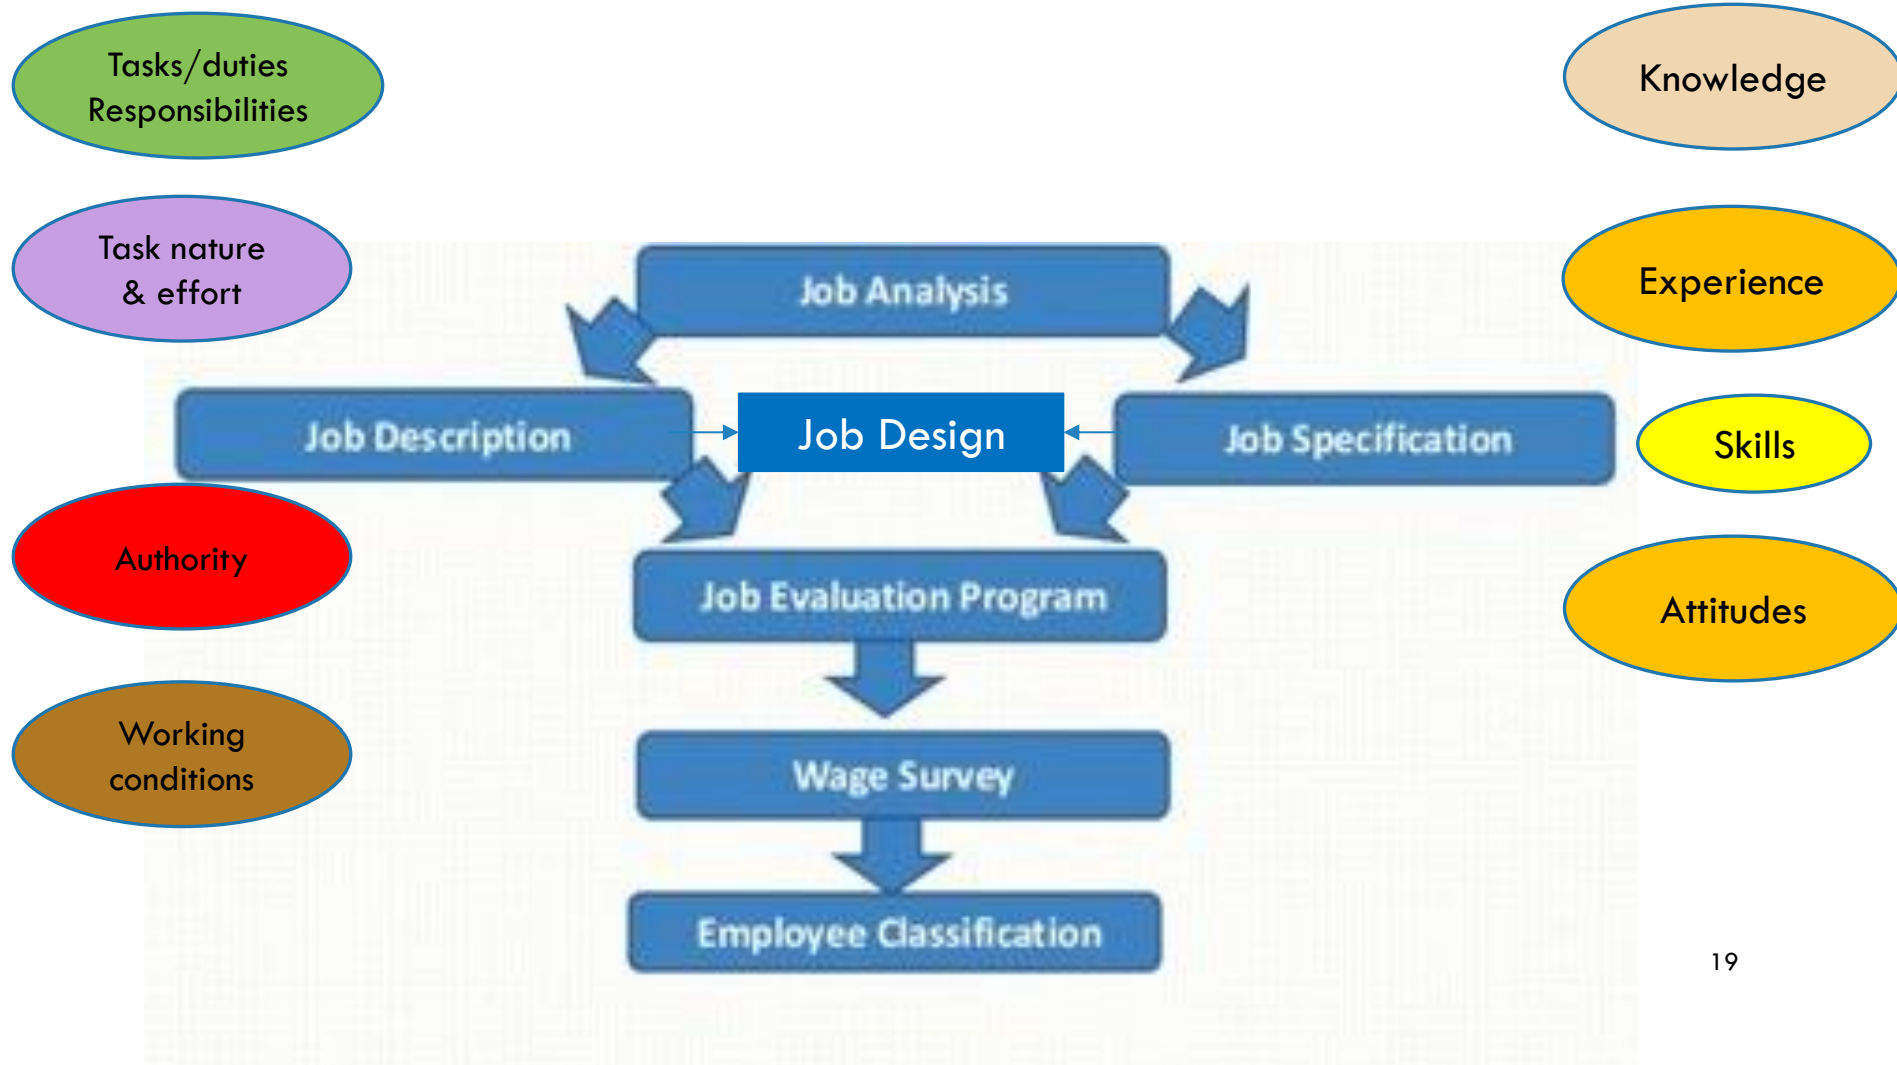 Tasks/duties
Responsibilities
Knowledge
Task nature
& effort
Job Analysis
Experience
Job Description
Job Design
Job Specification
Skills
Authority
Job Evaluation Program
Attitudes
Working
conditions
Wage Survey
Employee Classification
19